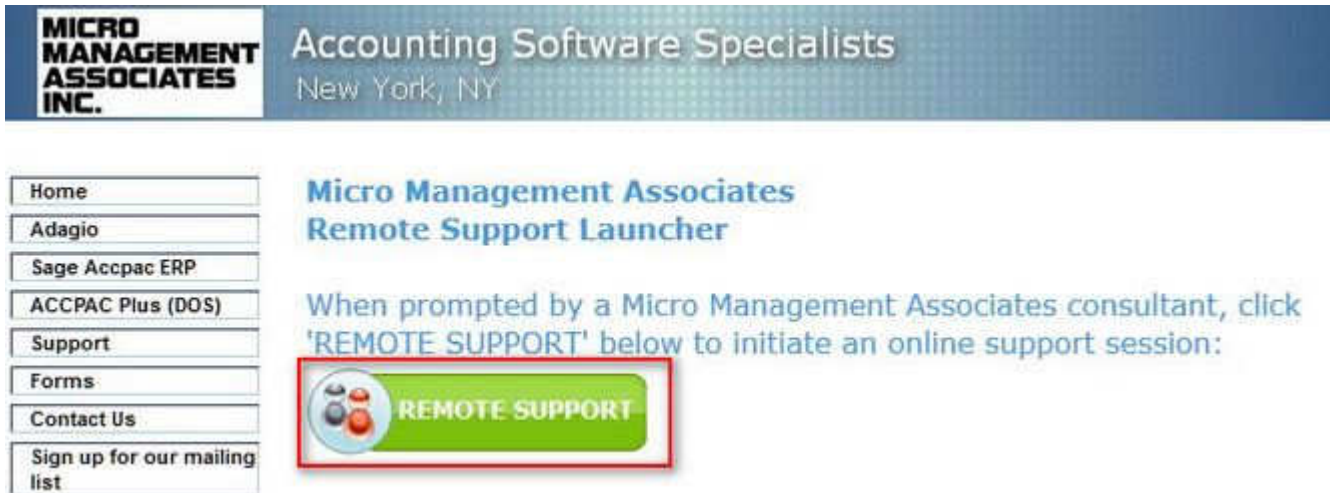 MICRO
MANAGEMENT
ASSOCIATES
INC.
Accounting Software Specialists
New York, NY
Home
Adagio
Sage Accpac ERP
ACCPAC Plus (DOS)
Support
Forms
Contact Us
Sign up for our mailing
list
Micro Management Associates
Remote Support Launcher
When prompted by a Micro Management Associates consultant, click
'REMOTE SUPPORT' below to initiate an online support session:
REMOTE SUPPORT